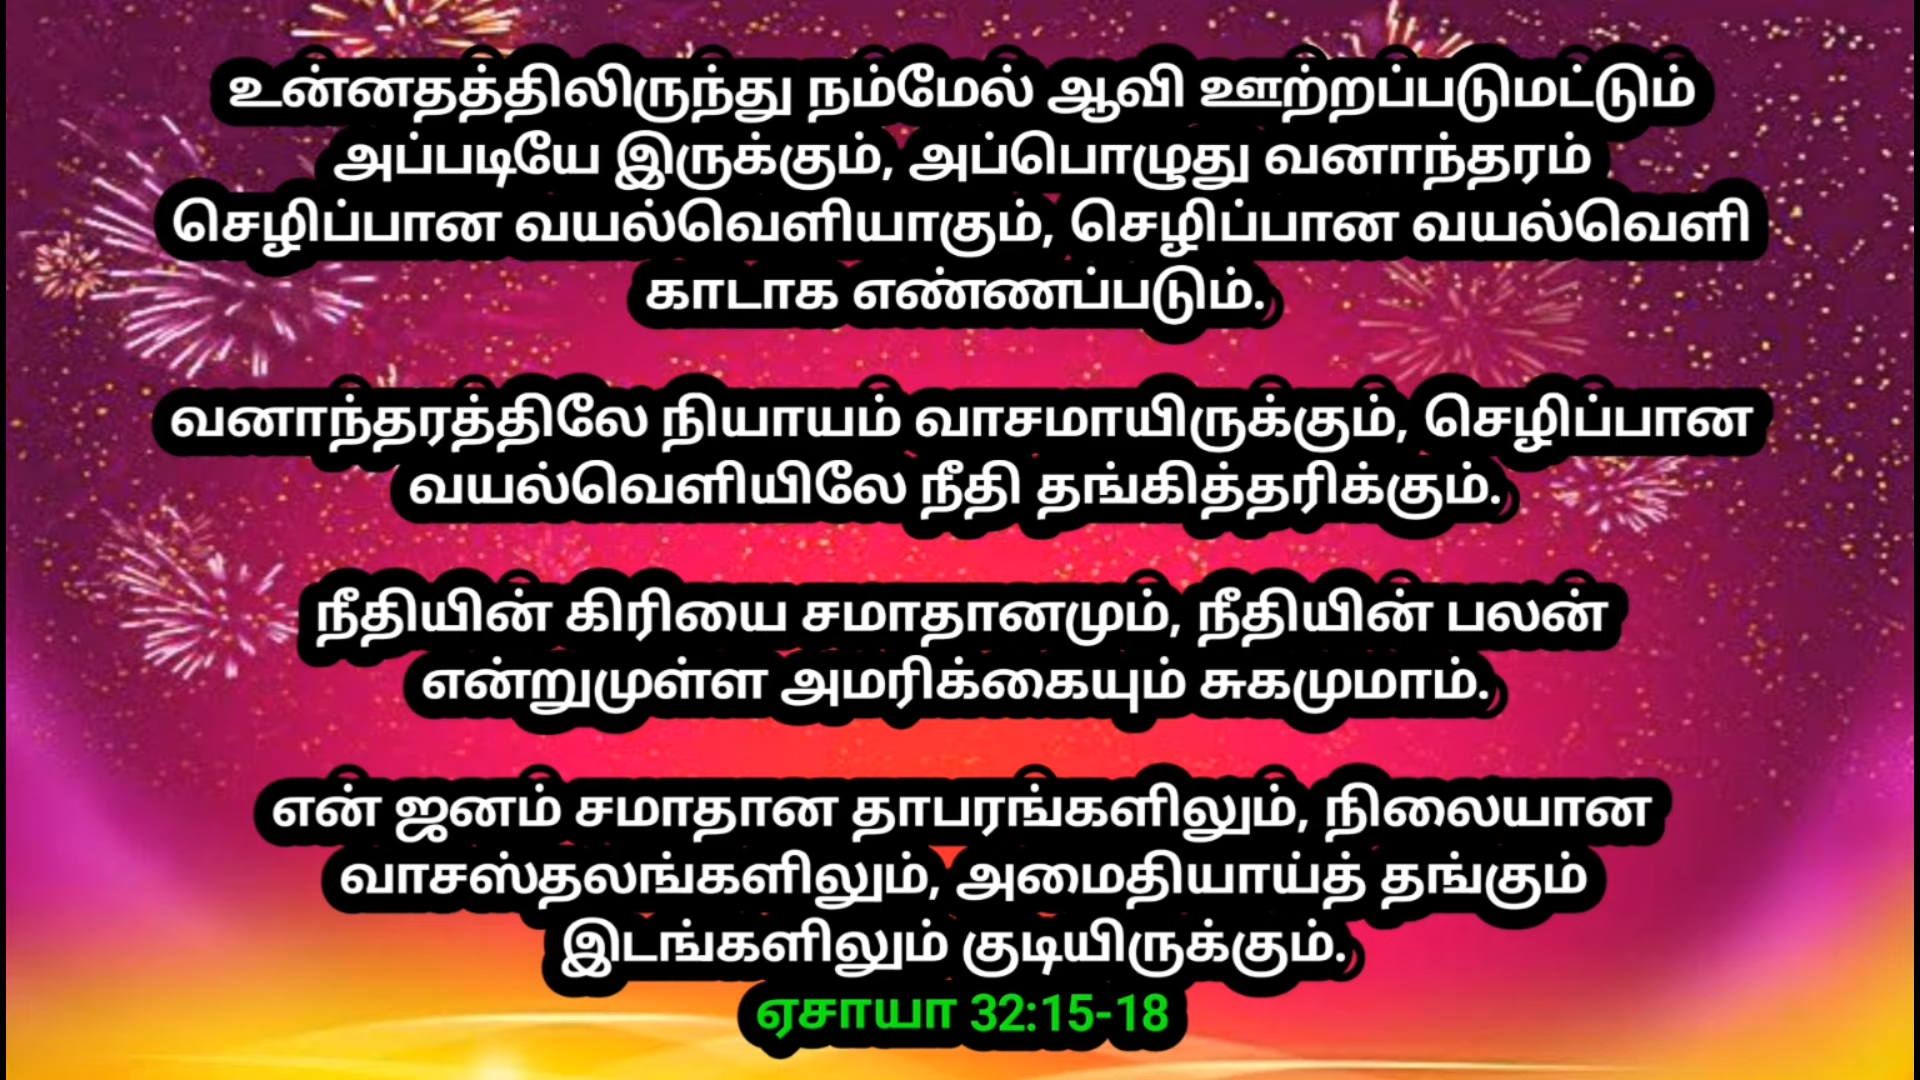 உன்னதத்திலிருந்து நம்மேல் ஆவி ஊற்றப்படுமட்டும்
அப்படியே இருக்கும், அப்பொழுது வனாந்தரம்
செழிப்பான வயல்வெளியாகும், செழிப்பான வயல்வெளி
காடாக எண்ணப்படும்.
வனாந்தரத்திலே நியாயம் வாசமாயிருக்கும், செழிப்பான
வயல்வெளியிலே நீதி தங்கித்தரிக்கும்.
நீதியின் கிரியை சமாதானமும், நீதியின் பலன்
என்றுமுள்ள அமரிக்கையும் சுகமுமாம்.
என் ஜனம் சமாதான தாபரங்களிலும், நிலையான
வாசஸ்தலங்களிலும், அமைதியாய்த் தங்கும்
இடங்களிலும் குடியிருக்கும்.
ஏசாயா 32:15-18